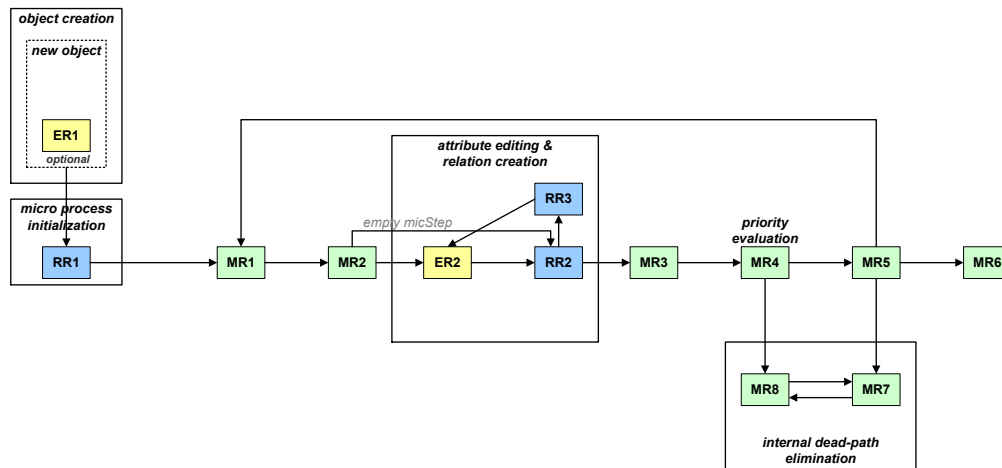 object creation
new object
ER1
optional
micro process
initialization
RR1
attribute editing &
relation creation
RR3
empty micStep
MR1
MR2
ER2
RR2
MR3
priority
evaluation
MR4
MR5
MR6
MR8
MR7
internal dead-path
elimination